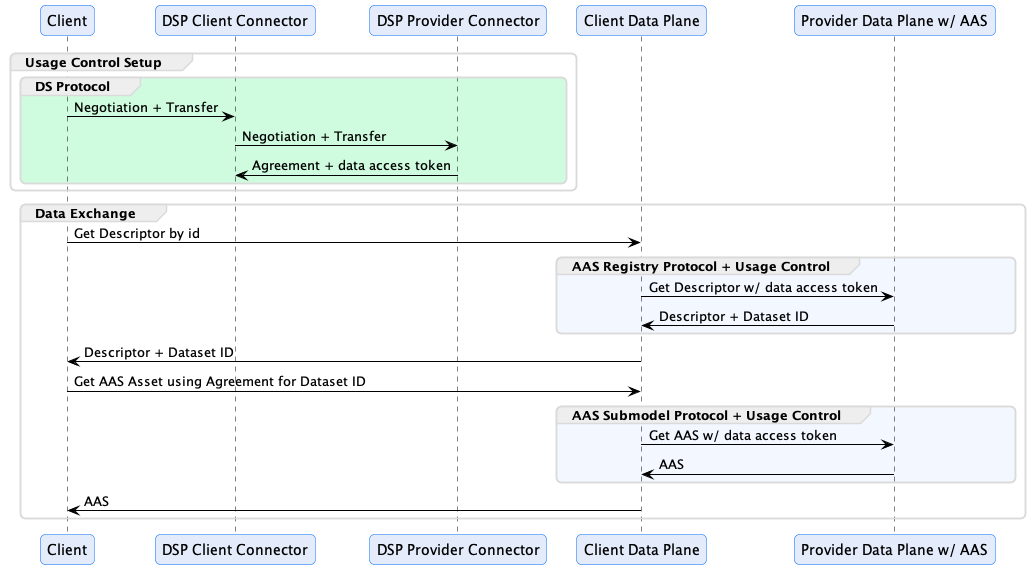 Client
DSP Client Connector
DSP Provider Connector
Client Data Plane
Provider Data Plane w/ AAS
Usage Control Setup
DS Protocol
Negotiation + Transfer
Negotiation + Transfer
Agreement + data access token
Data Exchange
Get Descriptor by id
AAS Registry Protocol + Usage Control
Get Descriptor w/ data access token
Descriptor + Dataset ID
Descriptor + Dataset ID
Get AAS Asset using Agreement for Dataset ID
AAS Submodel Protocol + Usage Control
Get AAS w/ data access token
AAS
AAS
Client
DSP Client Connector
DSP Provider Connector
Client Data Plane
Provider Data Plane w/ AAS